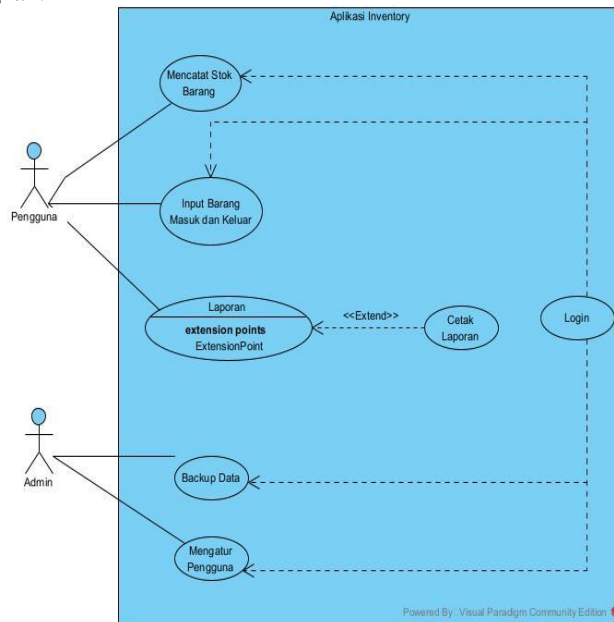 Aplikasi Inventory
Mencatat Stok
Barang
Pengguna
Input Barang
Masuk dan Keluar
Laporan
extension points
ExtensionPoint
<<Extend>>
Cetak
Laporan
Login
Admin
Backup Data
Mengatur
Pengguna
Powered By: Visual Paradigm Community Edition